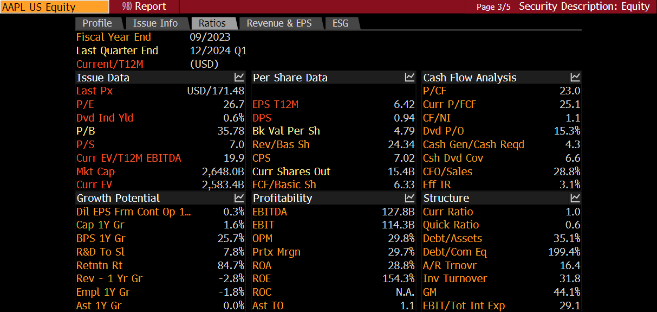 AAPL US Equity 98) Report Page 3/5 Security Description: Equity
Profile Issue Info Ratios Revenue & EPS ESG
Fiscal Year End 09/2023
Last Quarter End 12/2024 Q1
Current/T12M (USD)
Issue Data Per Share Data Cash Flow Analysis
Last Px USD/171.48 P/CF 23.0
P/E 26.7 EPS T12M 6.42 Curr P/FCF 25.1
Dvd Ind Yld 0.6% DPS 0.94 CF/NI 1.1
P/B 35.78 Bk Val Per Sh 4.79 Dvd P/O 15.3%
P/S 7.0 Rev/Bas Shr 24.34 Cash Gen/Cash Reqd 4.3
Curr EV/T12M EBITDA 19.9 CPS 7.02 Csh Dvd Cov 6.6
Mkt Cap 2,648.0B Curr Shares Out 15.4B CFO/Sales 28.8%
Curr EV 2,583.4B FCF/Basic Sh 6.33 Eff IR 3.1%
Growth Potential Profitability Structure
Dil EPS Frm Cont Op 1... 0.3% EBITDA 127.8B Curr Ratio 1.0
Cap 1Y Gr 1.6% EBIT 114.3B Quick Ratio 0.6
BPS 1Y Gr 25.7% OPM 29.8% Debt/Assets 35.1%
R&D To Sl 7.8% Prtx Mrgn 29.7% Debt/Com Eq 199.4%
Retntn Rt 84.7% ROA 28.8% A/R Trnovr 16.4
Rev - 1 Yr Gr -2.8% ROE 154.3% Inv Turnover 31.8
Empl 1Y Gr -1.8% ROC N.A. GM 44.1%
Ast 1Y Gr 0.0% Ast TO 1.1 EBIT/Tot Int Exp 29.1